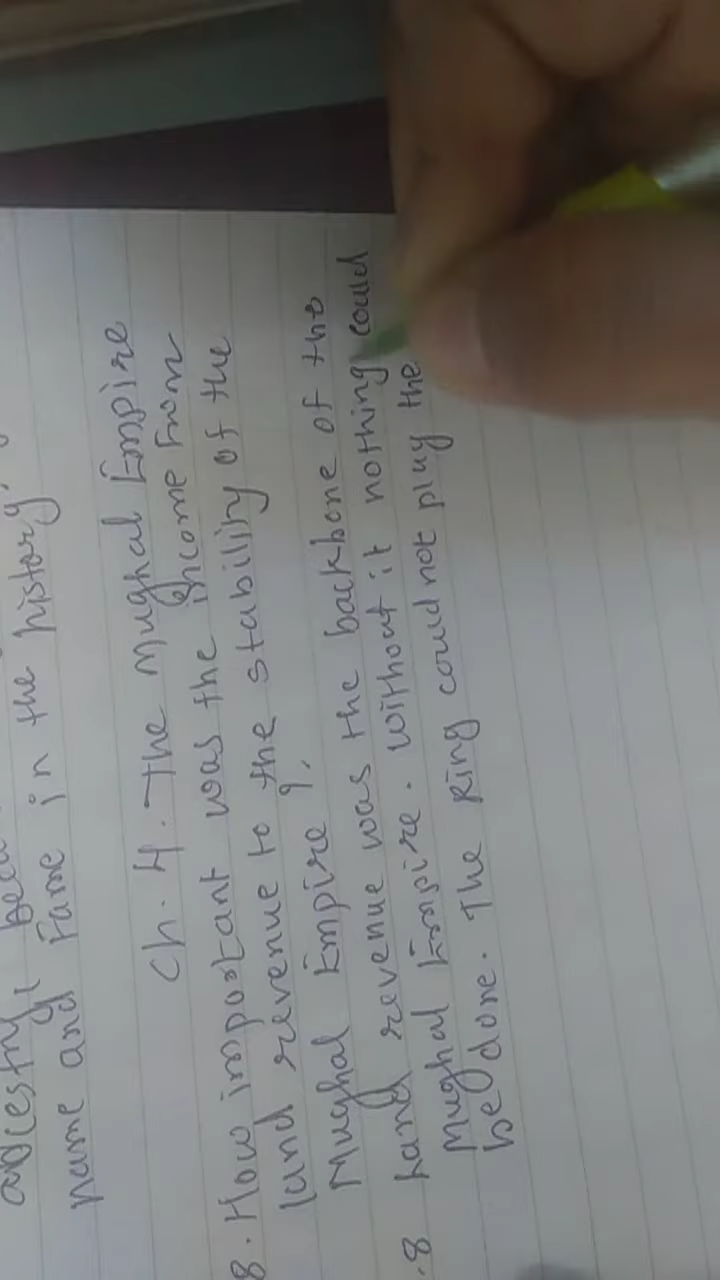 ancestry,
name and Fame in the history,
Ch. 4. The Mughal Empire
8. How important was the income From
land revenue to the stability of the
Mughal Empire?
.8 Land revenue was the backbone of the
Mughal Empire. without it nothing could
be done. The King could not play the